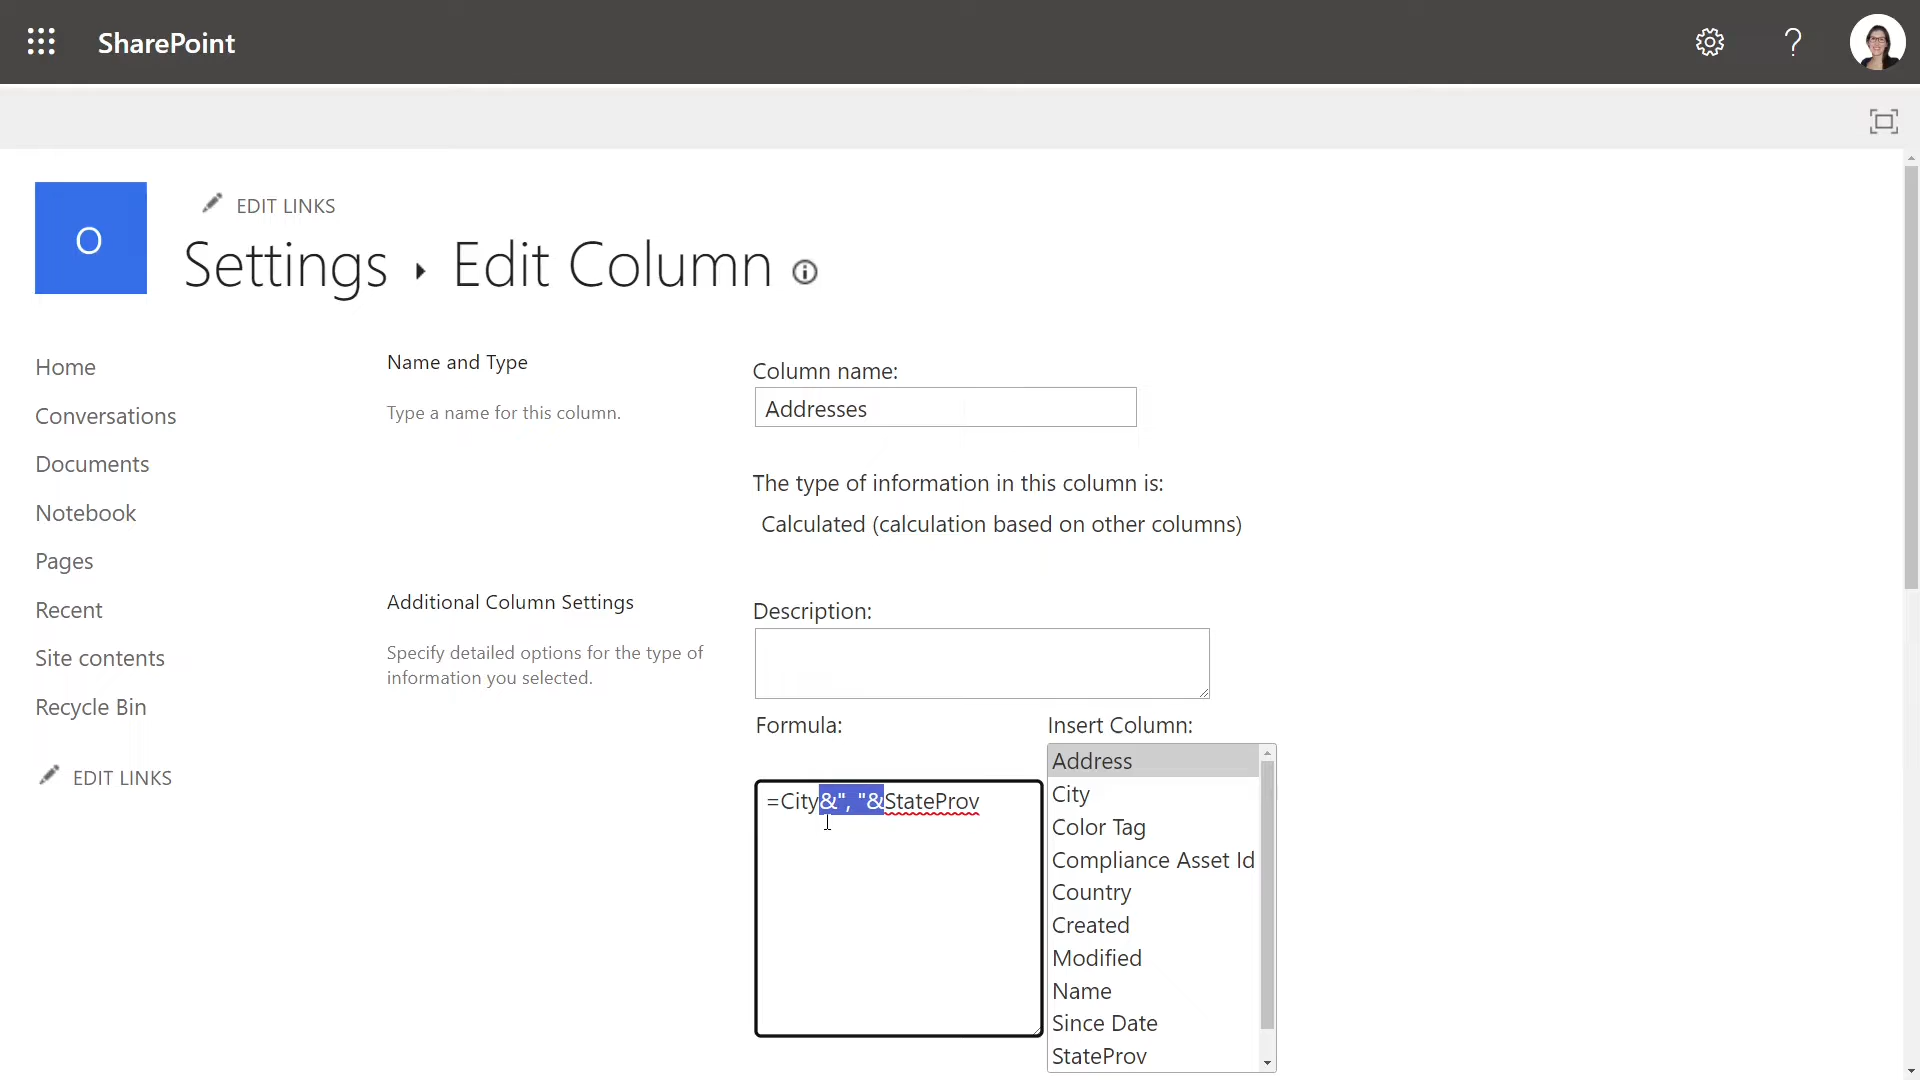 SharePoint
?
EDIT LINKS
O
Settings ▸ Edit Column
Home
Conversations
Documents
Notebook
Pages
Recent
Site contents
Recycle Bin
EDIT LINKS
Name and Type
Type a name for this column.
Column name:
Addresses
The type of information in this column is:
Calculated (calculation based on other columns)
Additional Column Settings
Specify detailed options for the type of
information you selected.
Description:
Formula:
=City&", "&StateProv
Insert Column:
Address
City
Color Tag
Compliance Asset Id
Country
Created
Modified
Name
Since Date
StateProv